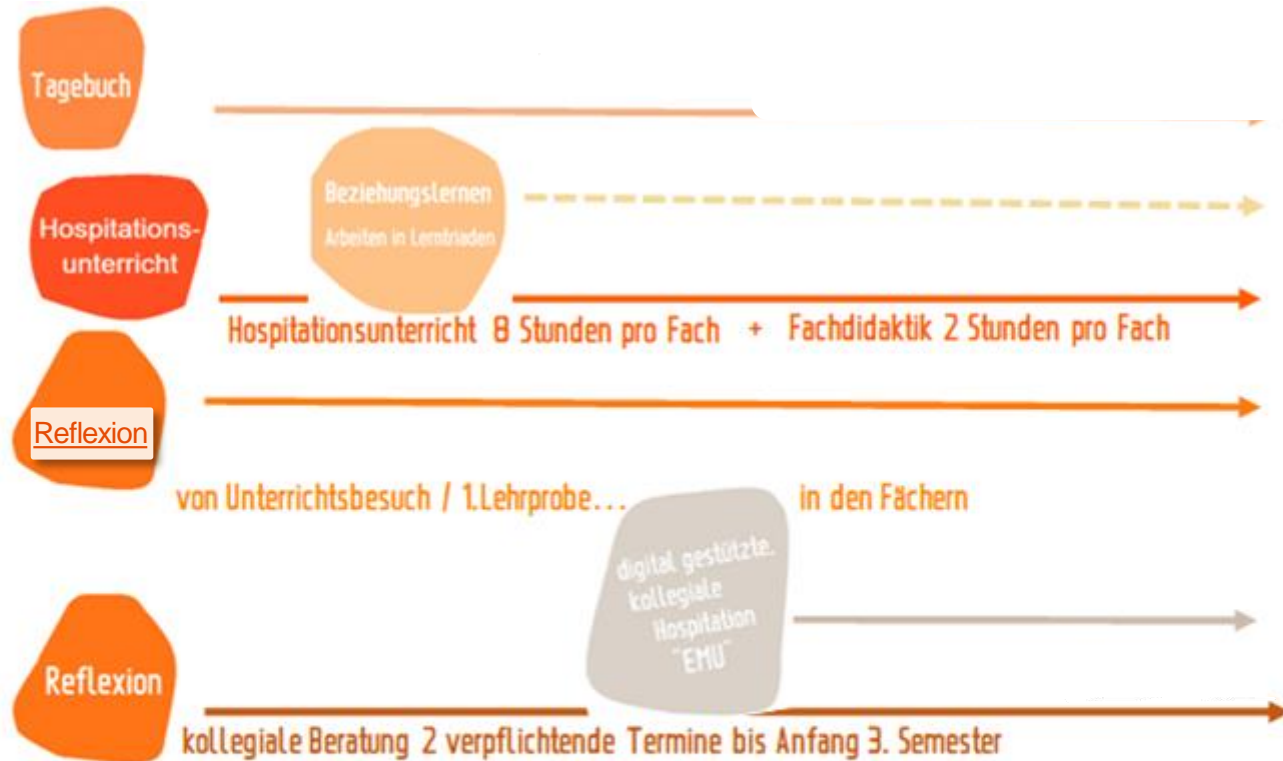 Tagebuch
Beziehungslernen
Arbeiten in Lerntriaden
Hospitations-
unterricht
Hospitationsunterricht 8 Stunden pro Fach + Fachdidaktik 2 Stunden pro Fach
Reflexion
von Unterrichtsbesuch / 1.Lehrprobe... in den Fächern
digital gestützte.
kollegiale
Hospitation
"EMU"
Reflexion
kollegiale Beratung 2 verpflichtende Termine bis Anfang 3. Semester